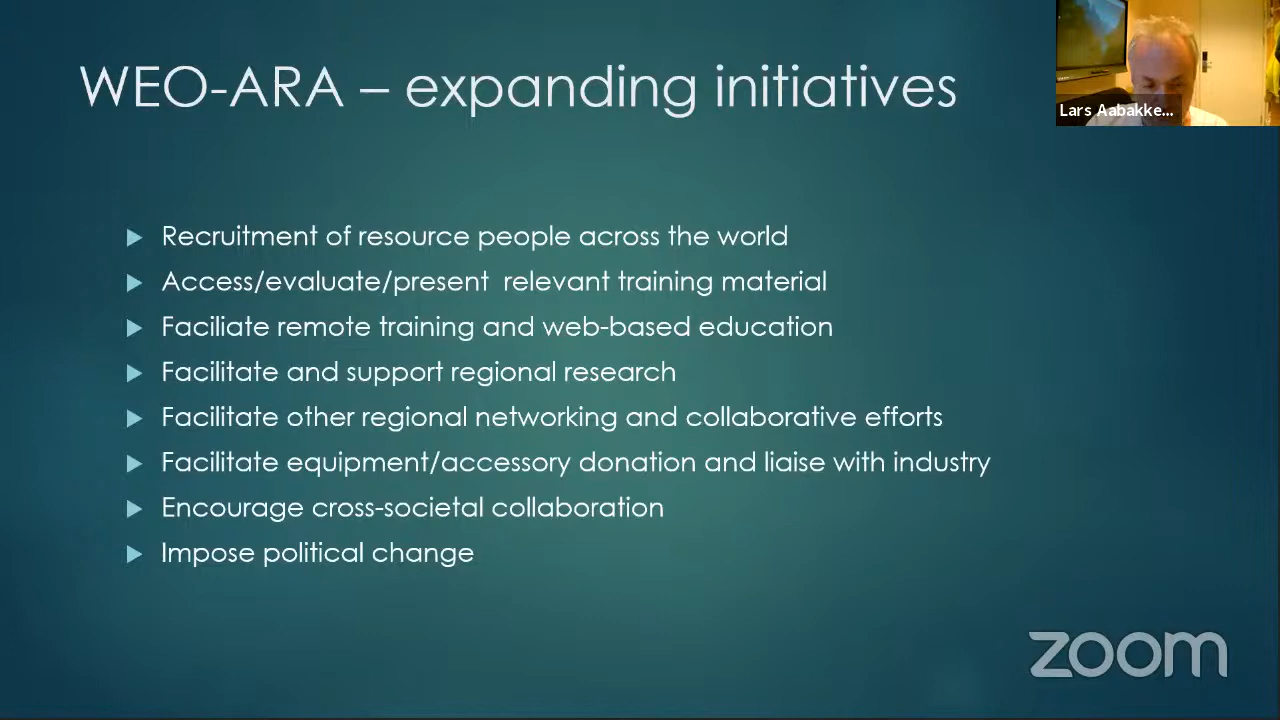 WEO-ARA – expanding initiatives
Lars Aabakke...
Recruitment of resource people across the world
Access/evaluate/present relevant training material
Faciliate remote training and web-based education
Facilitate and support regional research
Facilitate other regional networking and collaborative efforts
Facilitate equipment/accessory donation and liaise with industry
Encourage cross-societal collaboration
Impose political change
zoom